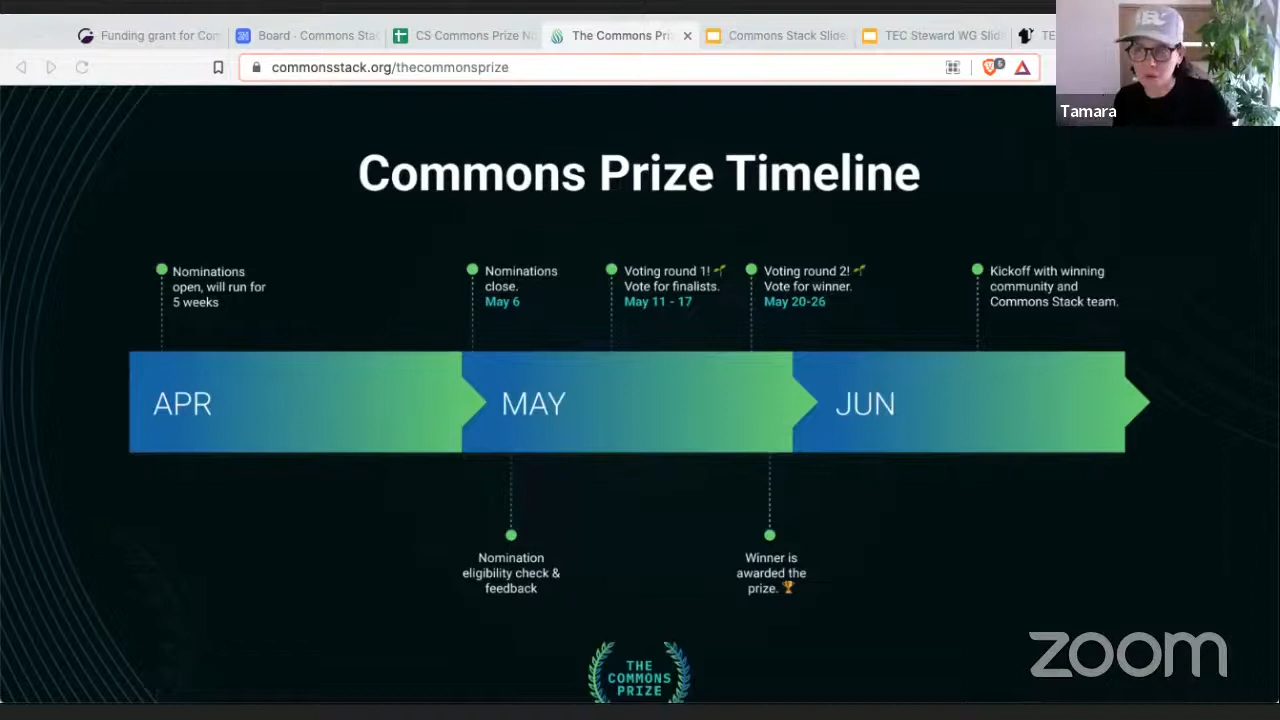 Funding grant for Com
Board · Commons Stac
CS Commons Prize No
The Commons Pri
Commons Stack Slide
TEC Steward WG Slid
TE
commonsstack.org/thecommonsprize
5
Tamara
Commons Prize Timeline
Nominations
open, will run for
5 weeks
Nominations
close.
May 6
Voting round 1! 🌱
Vote for finalists.
May 11 - 17
Voting round 2! 🌱
Vote for winner.
May 20-26
Kickoff with winning
community and
Commons Stack team.
APR
MAY
JUN
Nomination
eligibility check &
feedback
Winner is
awarded the
prize. 🏆
THE
COMMONS
PRIZE
zoom